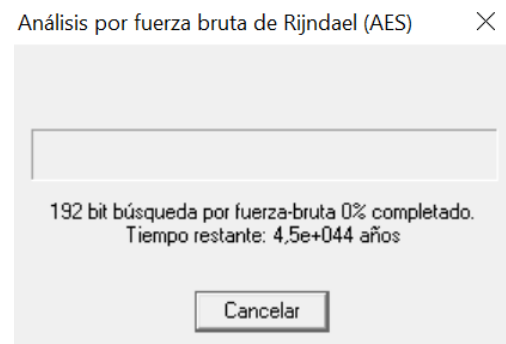 Análisis por fuerza bruta de Rijndael (AES)
192 bit búsqueda por fuerza-bruta 0% completado.
Tiempo restante: 4,5e+044 años
Cancelar